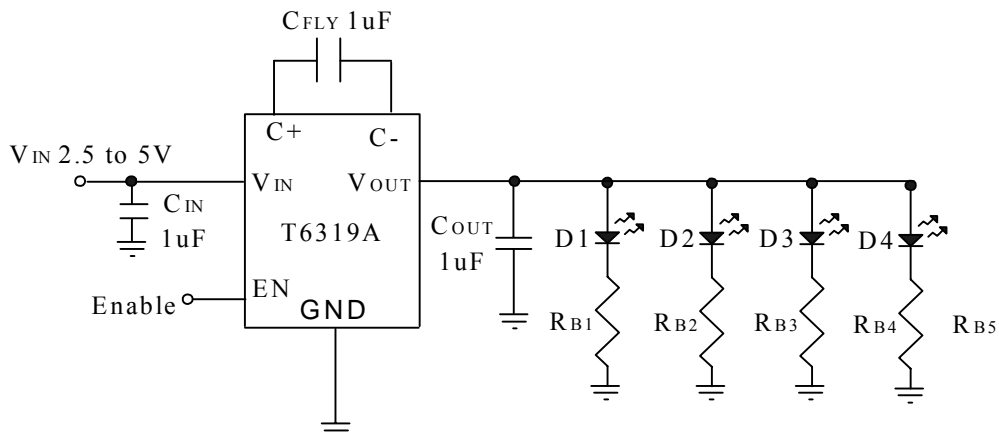 CFLY 1uF
C+
C-
VIN 2.5 to 5V
VIN
VOUT
CIN
1uF
T6319A
COUT
1uF
D1
D2
D3
D4
EN
Enable
GND
RB1
RB2
RB3
RB4
RB5